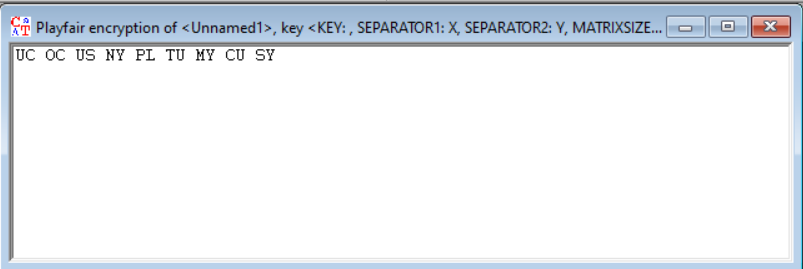 Playfair encryption of <Unnamed1>, key <KEY: , SEPARATOR1: X, SEPARATOR2: Y, MATRIXSIZE...
UC OC US NY PL TU MY CU SY